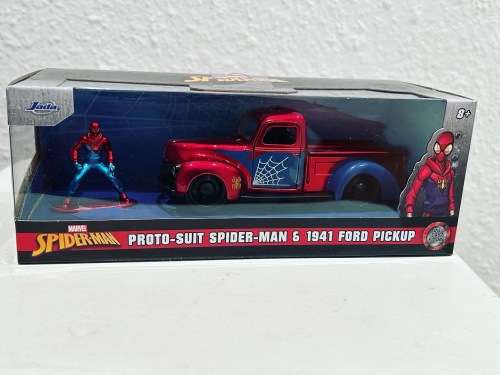 Jada
8+
MARVEL
SPIDER-MAN
PROTO-SUIT SPIDER-MAN & 1941 FORD PICKUP